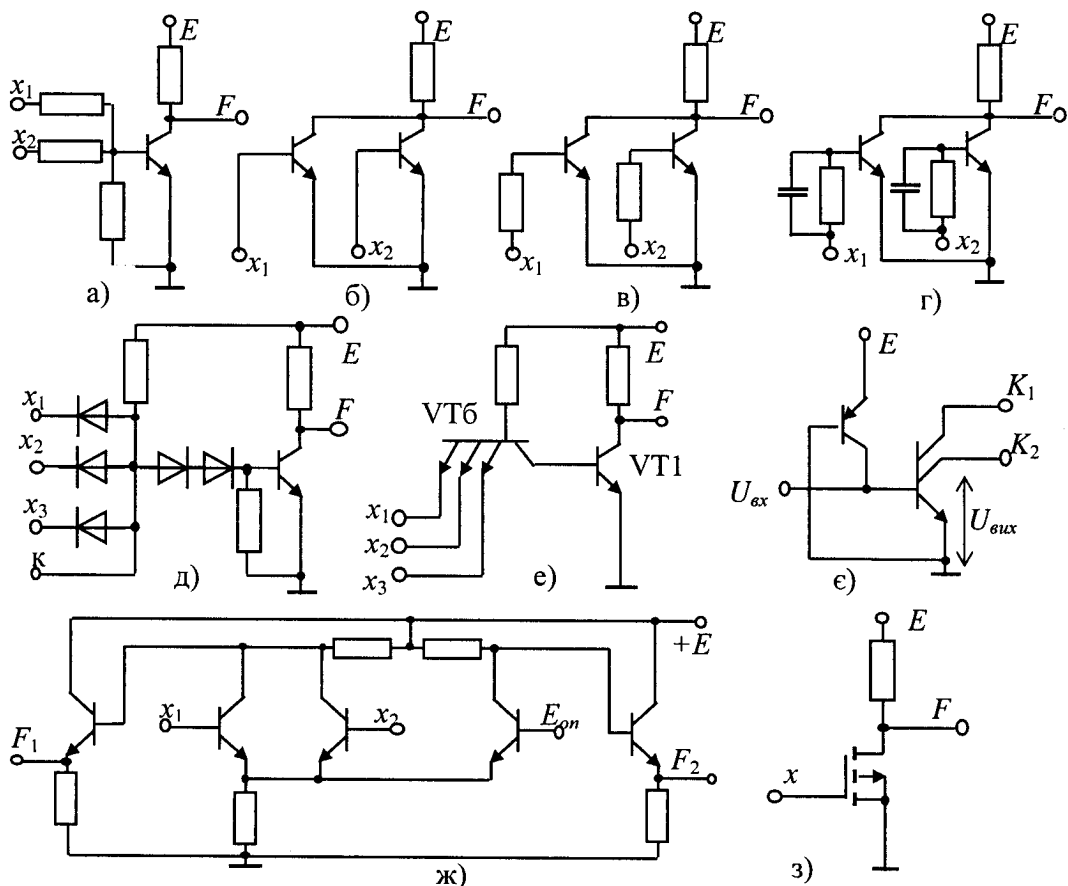 E
x₁
x₂
F
а)
E
F
x₁
x₂
б)
E
F
x₁
x₂
в)
E
F
x₁
x₂
г)
E
x₁
x₂
x₃
к
F
д)
E
VTб
F
VT1
x₁
x₂
x₃
е)
E
K₁
K₂
Uвх
Uвих
є)
+E
x₁
x₂
Eоп
F₁
F₂
ж)
E
F
x
з)